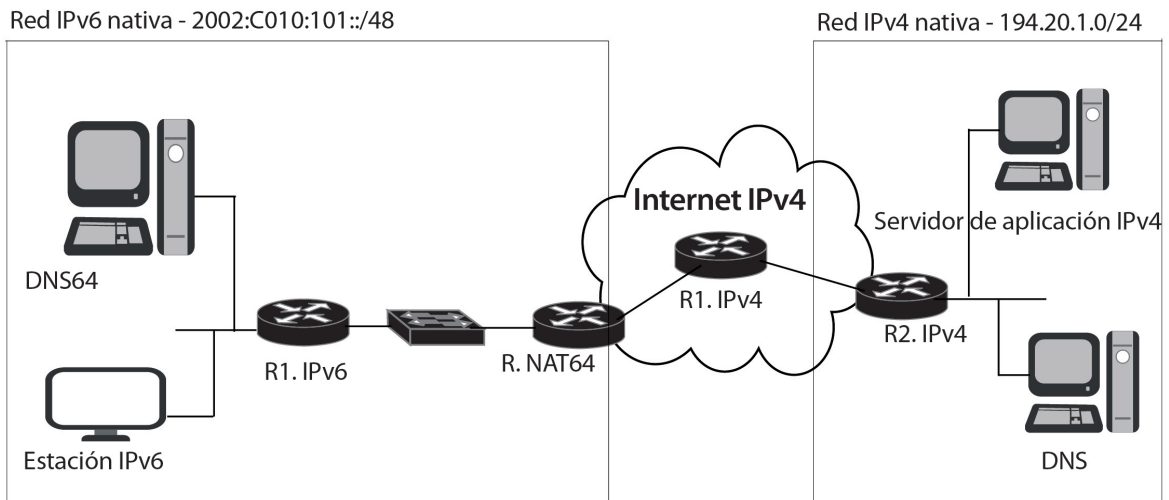 Red IPv6 nativa - 2002:C010:101::/48
Red IPv4 nativa - 194.20.1.0/24
Internet IPv4
Servidor de aplicación IPv4
DNS64
R1. IPv4
R2. IPv4
R1. IPv6
R. NAT64
Estación IPv6
DNS